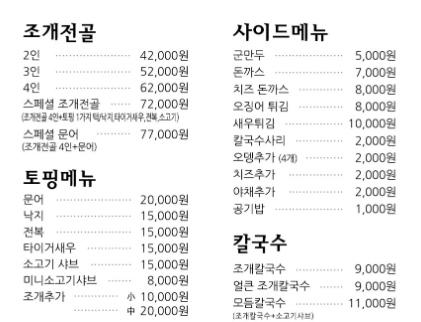 조개전골
2인 42,000원
3인 52,000원
4인 62,000원
스페셜 조개전골 72,000원
(조개전골 4인+토핑 1가지 택/낙지,타이거새우,전복,소고기)
스페셜 문어 77,000원
(조개전골 4인+문어)
토핑메뉴
문어 20,000원
낙지 15,000원
전복 15,000원
타이거새우 15,000원
소고기 샤브 15,000원
미니소고기샤브 8,000원
조개추가 小 10,000원
中 20,000원
사이드메뉴
군만두 5,000원
돈까스 7,000원
치즈 돈까스 8,000원
오징어 튀김 8,000원
새우튀김 10,000원
칼국수사리 2,000원
오뎅추가 (4개) 2,000원
치즈추가 2,000원
야채추가 2,000원
공기밥 1,000원
칼국수
조개칼국수 9,000원
얼큰 조개칼국수 9,000원
모듬칼국수 11,000원
(조개칼국수+소고기샤브)